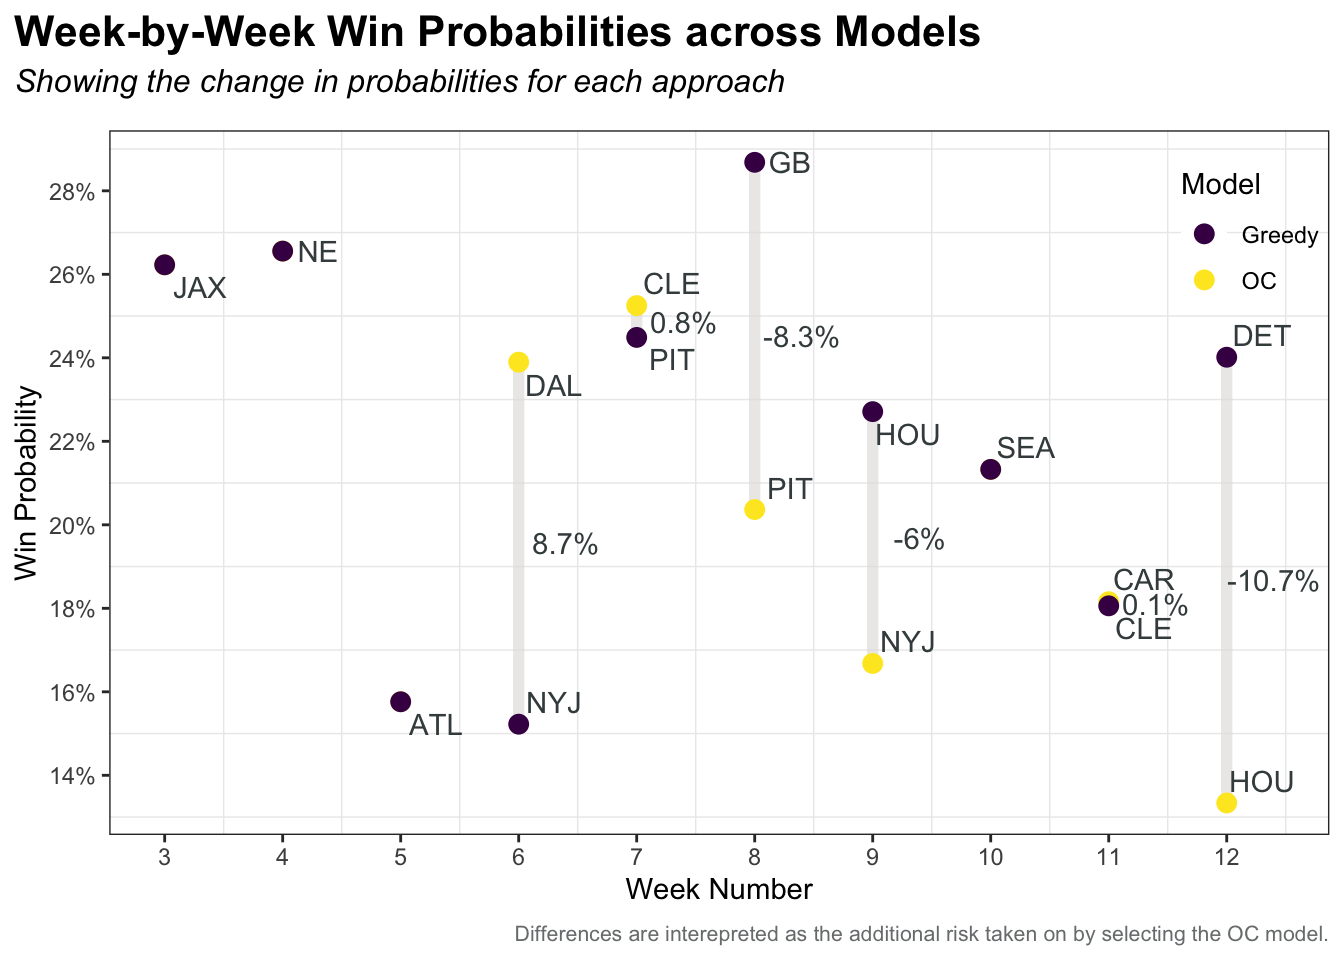 Week-by-Week Win Probabilities across Models
Showing the change in probabilities for each approach
Win Probability
28%
26%
24%
22%
20%
18%
16%
14%
JAX
NE
ATL
DAL
8.7%
NYJ
CLE
0.8%
PIT
GB
-8.3%
PIT
HOU
-6%
NYJ
SEA
CAR
0.1%
CLE
DET
-10.7%
HOU
Model
Greedy
OC
3 4 5 6 7 8 9 10 11 12
Week Number
Differences are interepreted as the additional risk taken on by selecting the OC model.